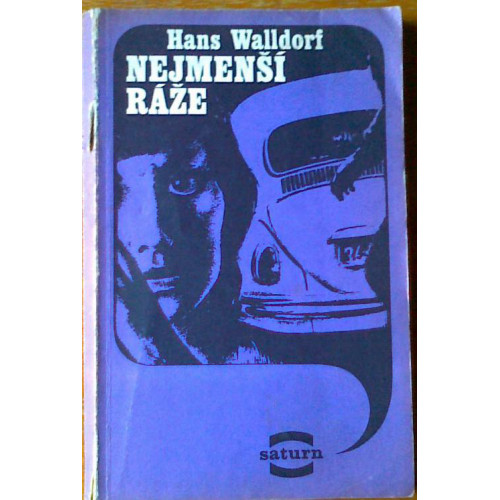 Hans Walldorf
NEJMENŠÍ
RÁŽE
saturn